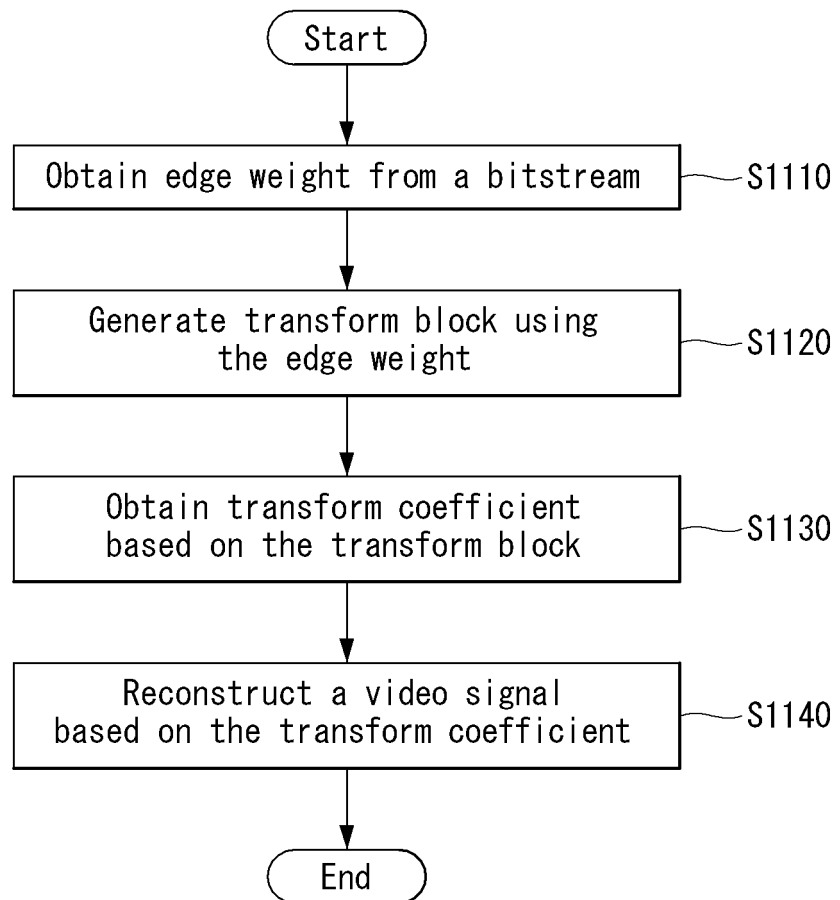 Start
Obtain edge weight from a bitstream
S1110
Generate transform block using
the edge weight
S1120
Obtain transform coefficient
based on the transform block
S1130
Reconstruct a video signal
based on the transform coefficient
S1140
End